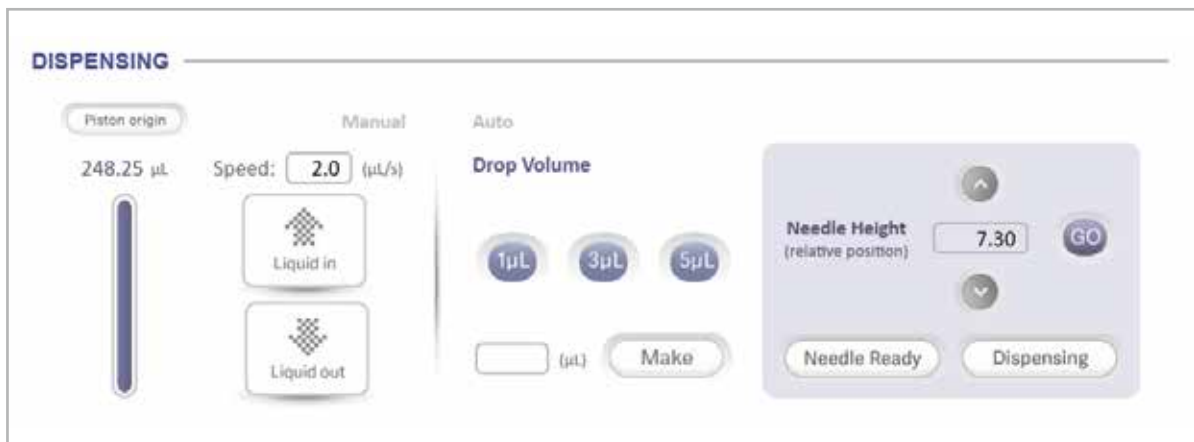 DISPENSING
Piston origin
248.25 µL
Manual
Speed: 2.0 (µL/s)
Liquid in
Liquid out
Auto
Drop Volume
1µL 3µL 5µL
(µL) Make
Needle Height
(relative position)
7.30 GO
Needle Ready Dispensing